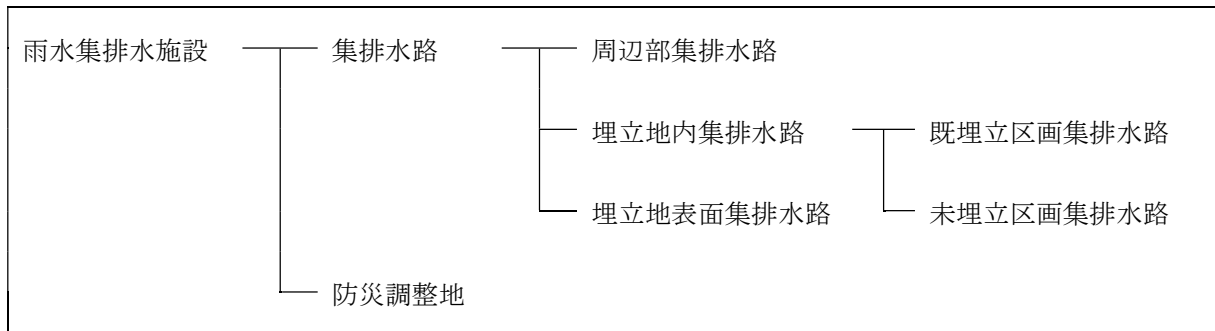 雨水集排水施設 集排水路 周辺部集排水路
埋立地内集排水路 既埋立区画集排水路
埋立地表面集排水路 未埋立区画集排水路
防災調整地